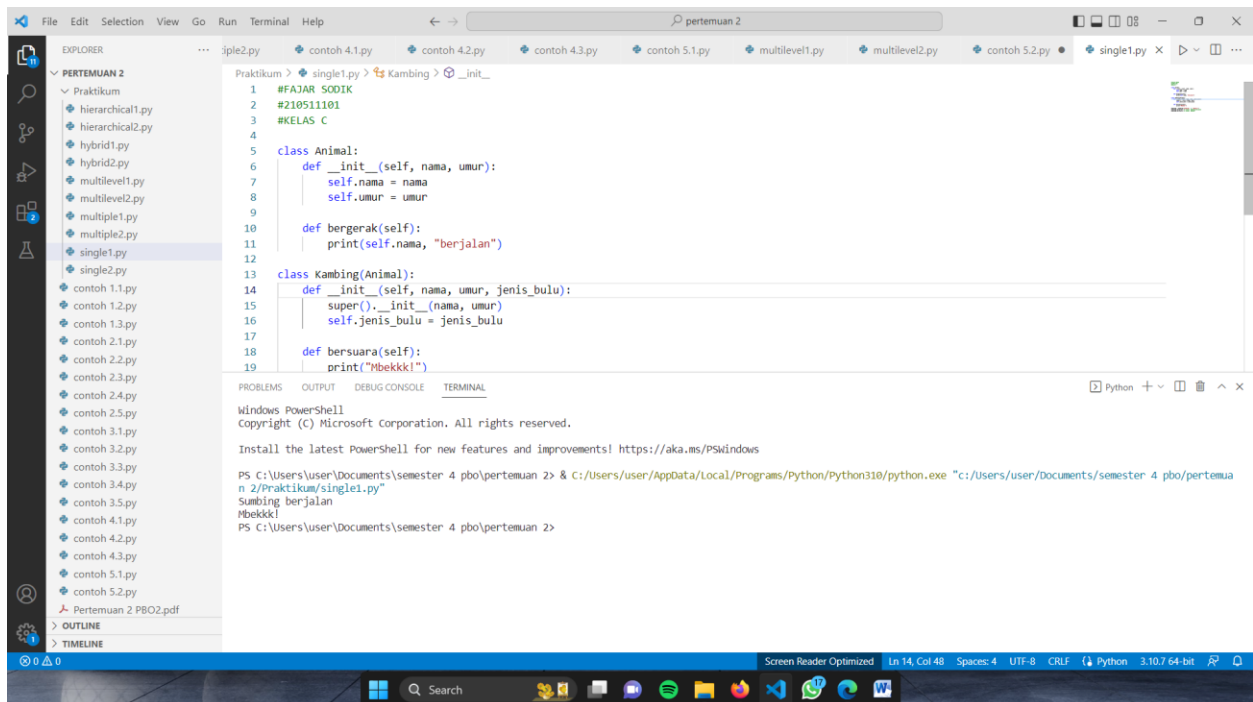 File Edit Selection View Go Run Terminal Help
pertemuan 2
EXPLORER
iple2.py contoh 4.1.py contoh 4.2.py contoh 4.3.py contoh 5.1.py multilevel1.py multilevel2.py contoh 5.2.py single1.py
PERTEMUAN 2
Praktikum
hierarchical1.py
hierarchical2.py
hybrid1.py
hybrid2.py
multilevel1.py
multilevel2.py
multiple1.py
multiple2.py
single1.py
single2.py
contoh 1.1.py
contoh 1.2.py
contoh 1.3.py
contoh 2.1.py
contoh 2.2.py
contoh 2.3.py
contoh 2.4.py
contoh 2.5.py
contoh 3.1.py
contoh 3.2.py
contoh 3.3.py
contoh 3.4.py
contoh 3.5.py
contoh 4.1.py
contoh 4.2.py
contoh 4.3.py
contoh 5.1.py
contoh 5.2.py
Pertemuan 2 PBO2.pdf
OUTLINE
TIMELINE
11
2
1
Praktikum > single1.py > Kambing > __init__
1 #FAJAR SODIK
2 #210511101
3 #KELAS C
4
5 class Animal:
6     def __init__(self, nama, umur):
7         self.nama = nama
8         self.umur = umur
9
10     def bergerak(self):
11         print(self.nama, "berjalan")
12
13 class Kambing(Animal):
14     def __init__(self, nama, umur, jenis_bulu):
15         super().__init__(nama, umur)
16         self.jenis_bulu = jenis_bulu
17
18     def bersuara(self):
19         print("Mbekkk!")
PROBLEMS OUTPUT DEBUG CONSOLE TERMINAL
Python
Windows PowerShell
Copyright (C) Microsoft Corporation. All rights reserved.
Install the latest PowerShell for new features and improvements! https://aka.ms/PSWindows
PS C:\Users\user\Documents\semester 4 pbo\pertemuan 2> & C:/Users/user/AppData/Local/Programs/Python/Python310/python.exe "c:/Users/user/Documents/semester 4 pbo/pertemua
n 2/Praktikum/single1.py"
Sumbing berjalan
Mbekkk!
PS C:\Users\user\Documents\semester 4 pbo\pertemuan 2>
0 0 Screen Reader Optimized Ln 14, Col 48 Spaces: 4 UTF-8 CRLF Python 3.10.7 64-bit
Search
17